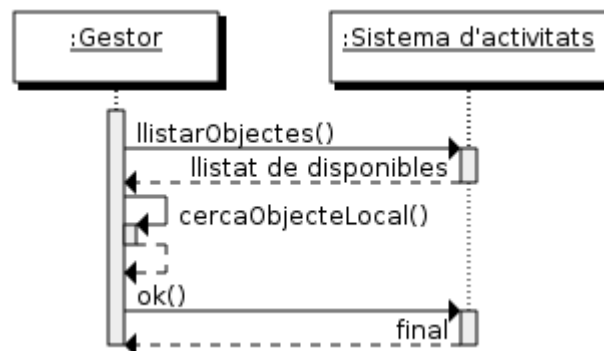 :Gestor
:Sistema d'activitats
llistarObjectes()
llistat de disponibles
cercaObjecteLocal()
ok()
final